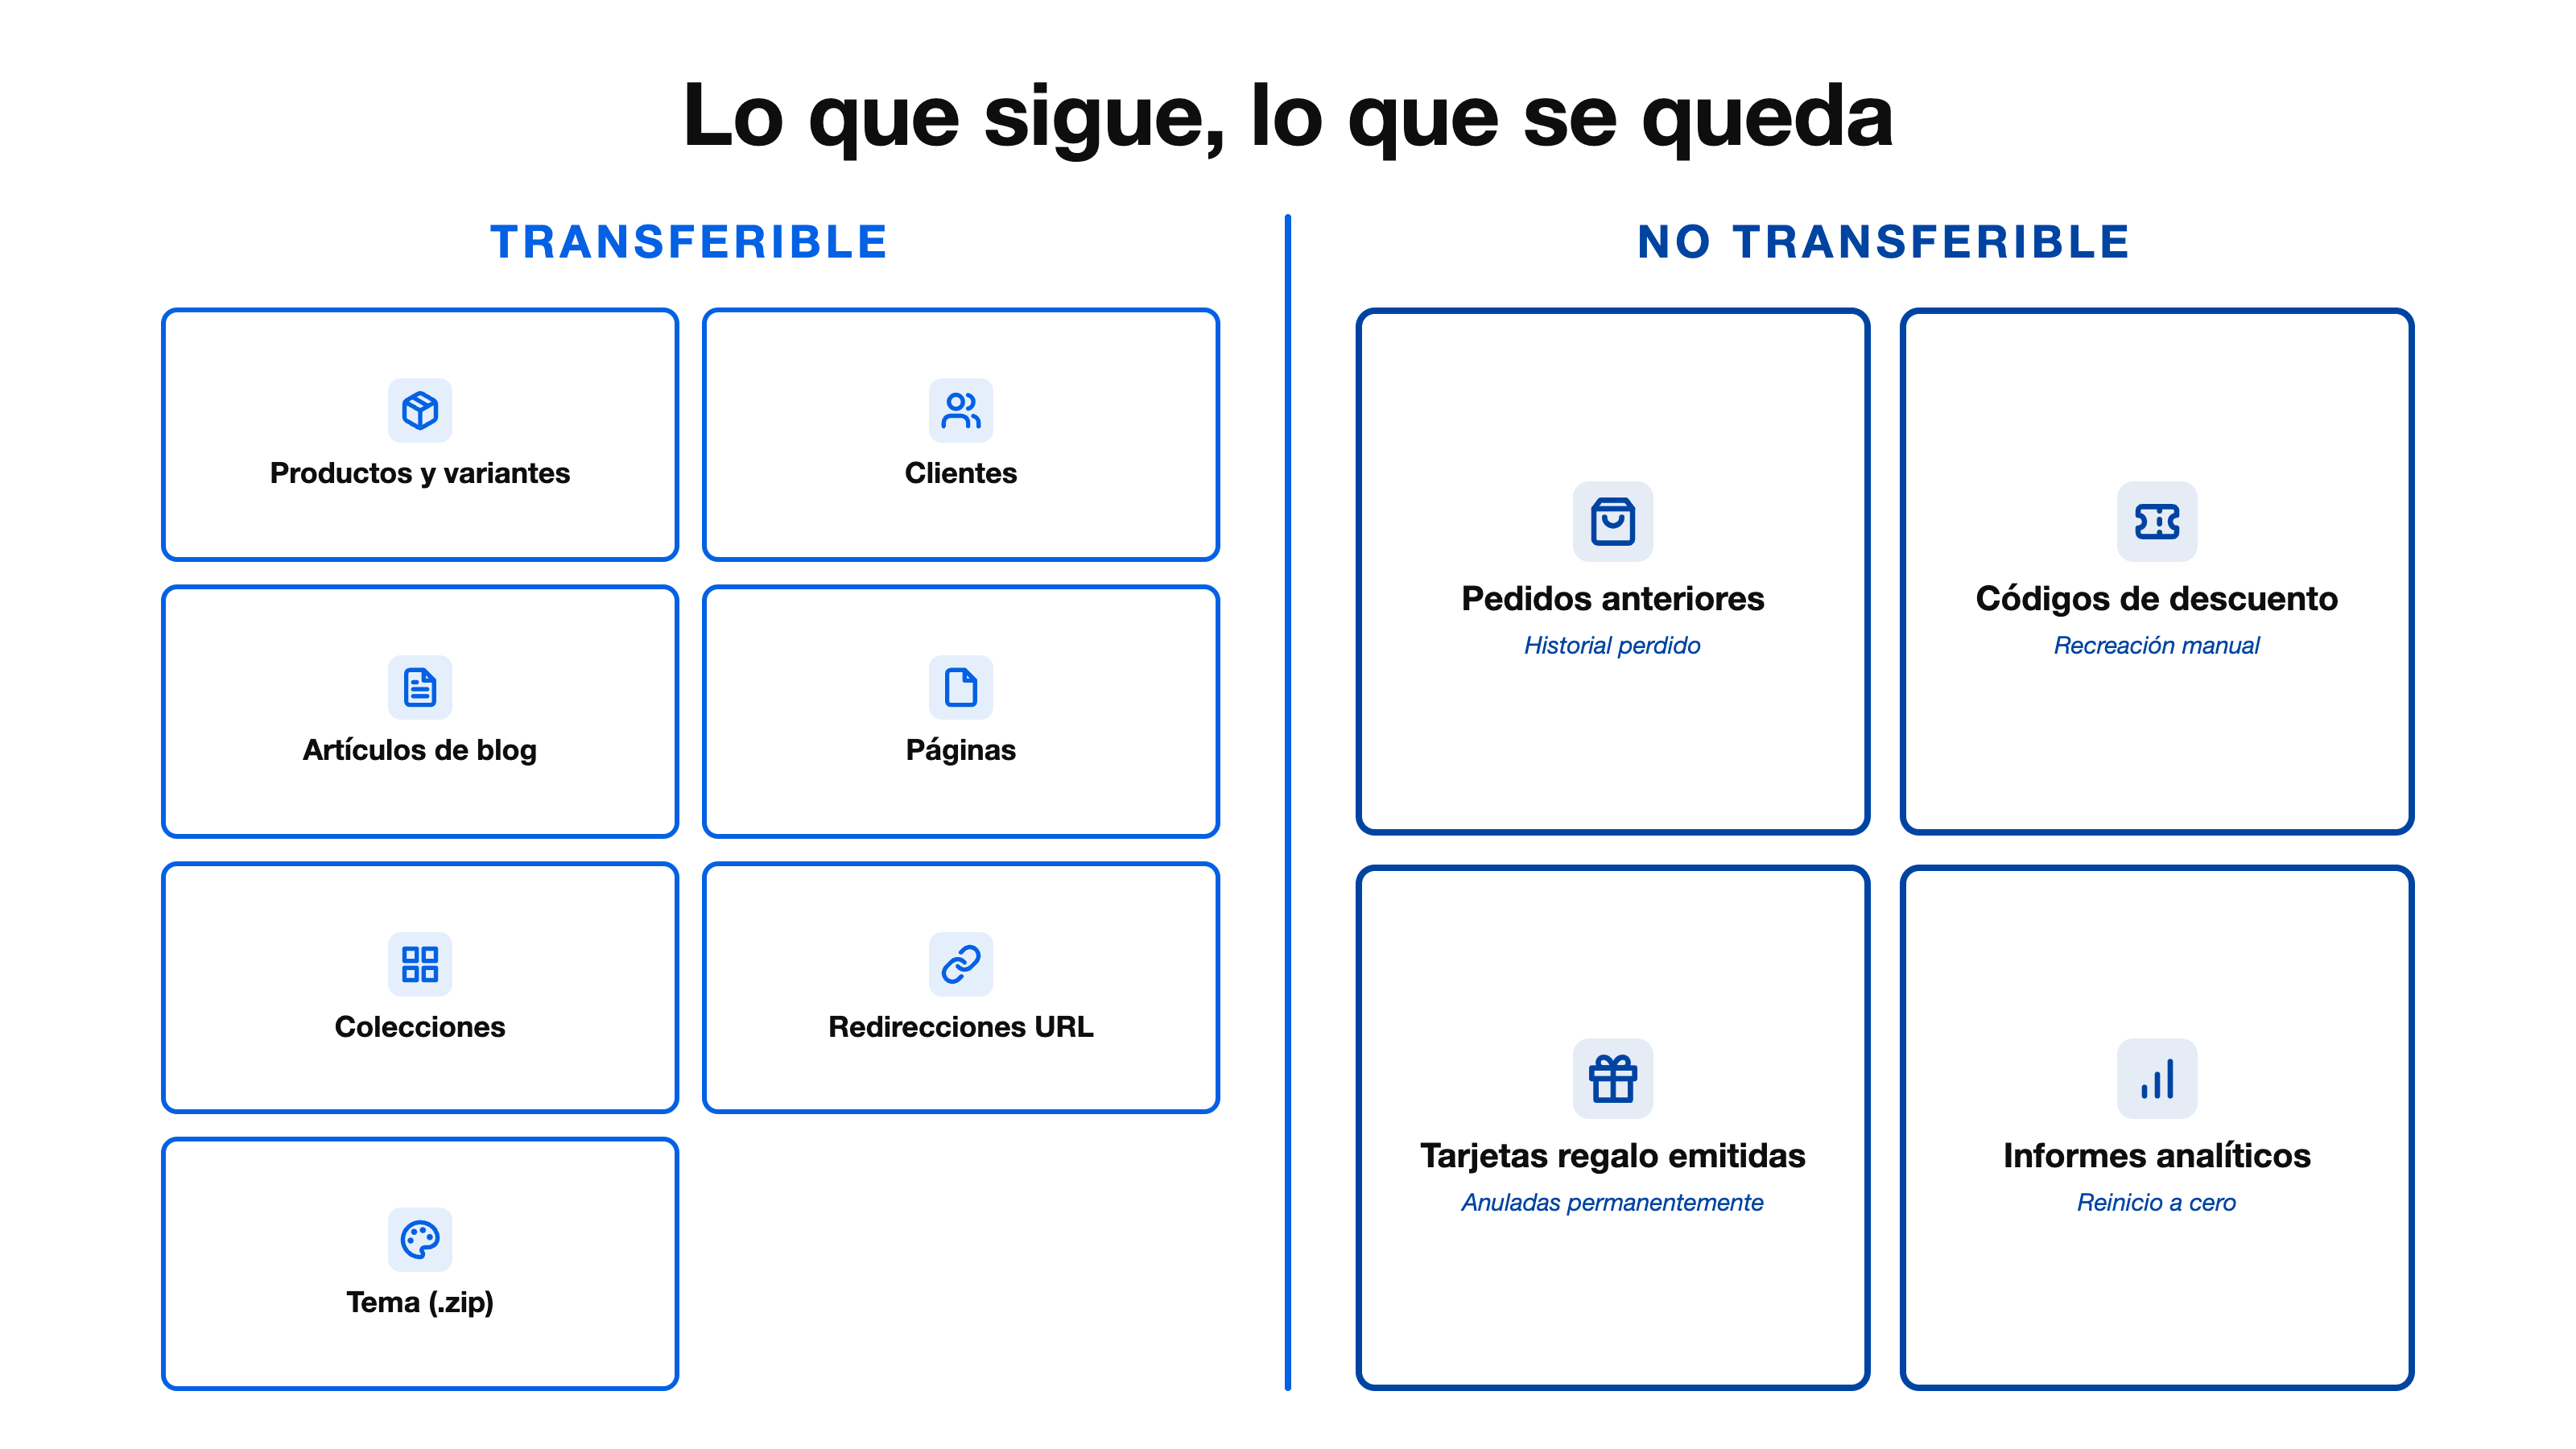 Lo que sigue, lo que se queda
TRANSFERIBLE
Productos y variantes
Clientes
Artículos de blog
Páginas
Colecciones
Redirecciones URL
Tema (.zip)
NO TRANSFERIBLE
Pedidos anteriores
Historial perdido
Códigos de descuento
Recreación manual
Tarjetas regalo emitidas
Anuladas permanentemente
Informes analíticos
Reinicio a cero